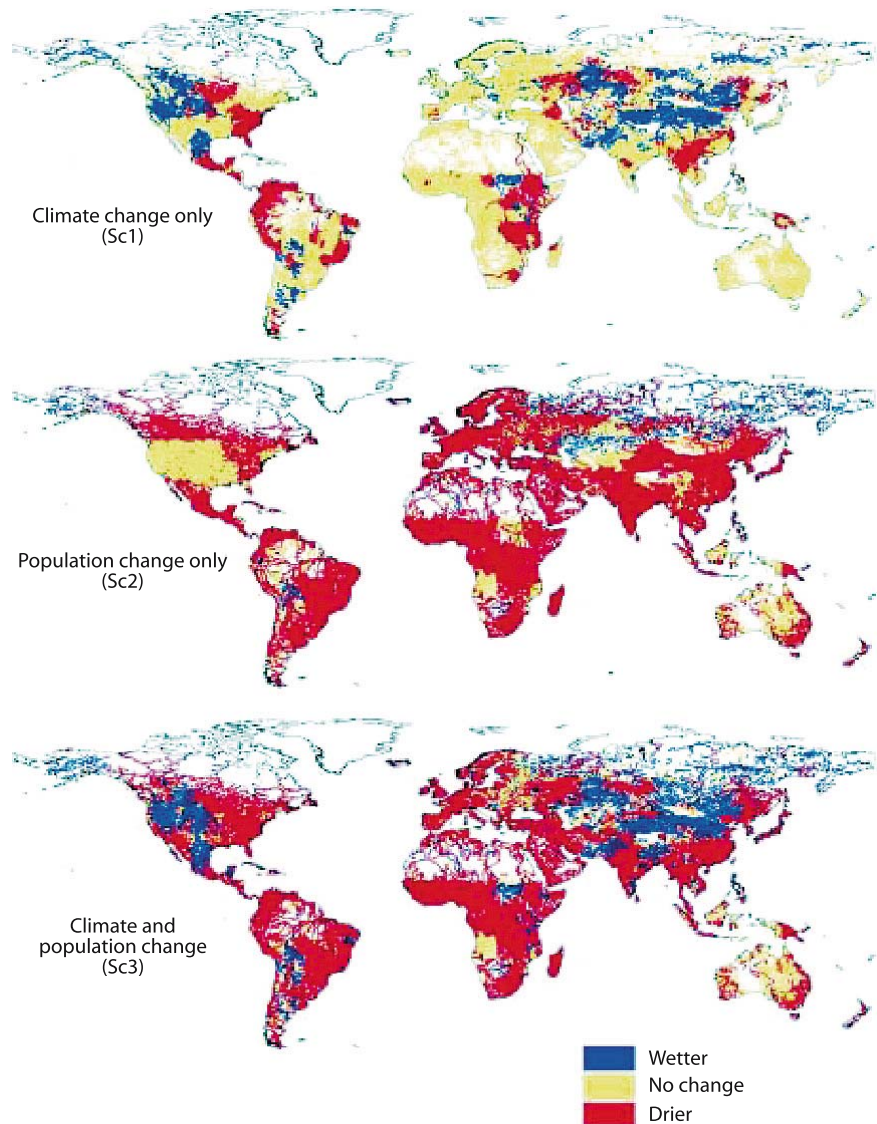 Climate change only
(Sc1)
Population change only
(Sc2)
Climate and
population change
(Sc3)
Wetter
No change
Drier